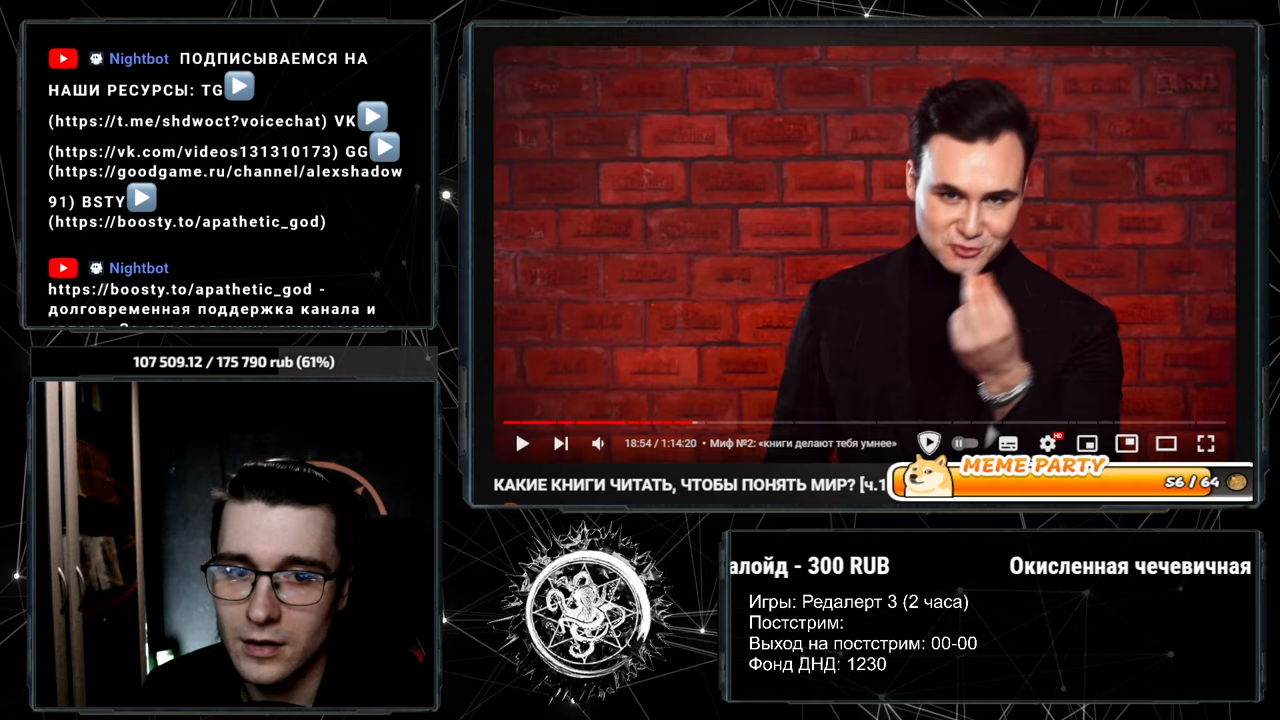 Nightbot ПОДПИСЫВАЕМСЯ НА
НАШИ РЕСУРСЫ: TG
(https://t.me/shdwoct?voicechat) VK
(https://vk.com/videos131310173) GG
(https://goodgame.ru/channel/alexshadow
91) BSTY
(https://boosty.to/apathetic_god)
Nightbot
https://boosty.to/apathetic_god -
долговременная поддержка канала и
107 509.12 / 175 790 rub (61%)
18:54 / 1:14:20 • Миф №2: «книги делают тебя умнее»
HD
КАКИЕ КНИГИ ЧИТАТЬ, ЧТОБЫ ПОНЯТЬ МИР? [ч.1
MEME PARTY
56 / 64
алойд - 300 RUB Окисленная чечевичная
Игры: Редалерт 3 (2 часа)
Постстрим:
Выход на постстрим: 00-00
Фонд ДНД: 1230